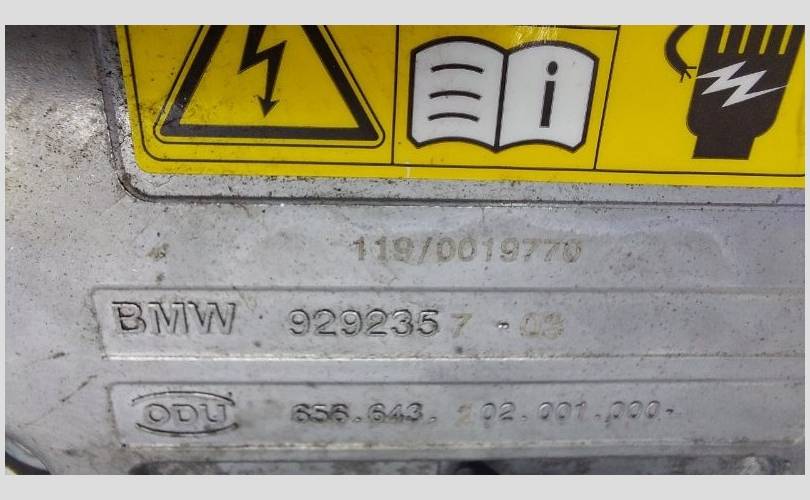 i
119/0019770
BMW 9292357 - 03
ODU 656.643.202.001.000-